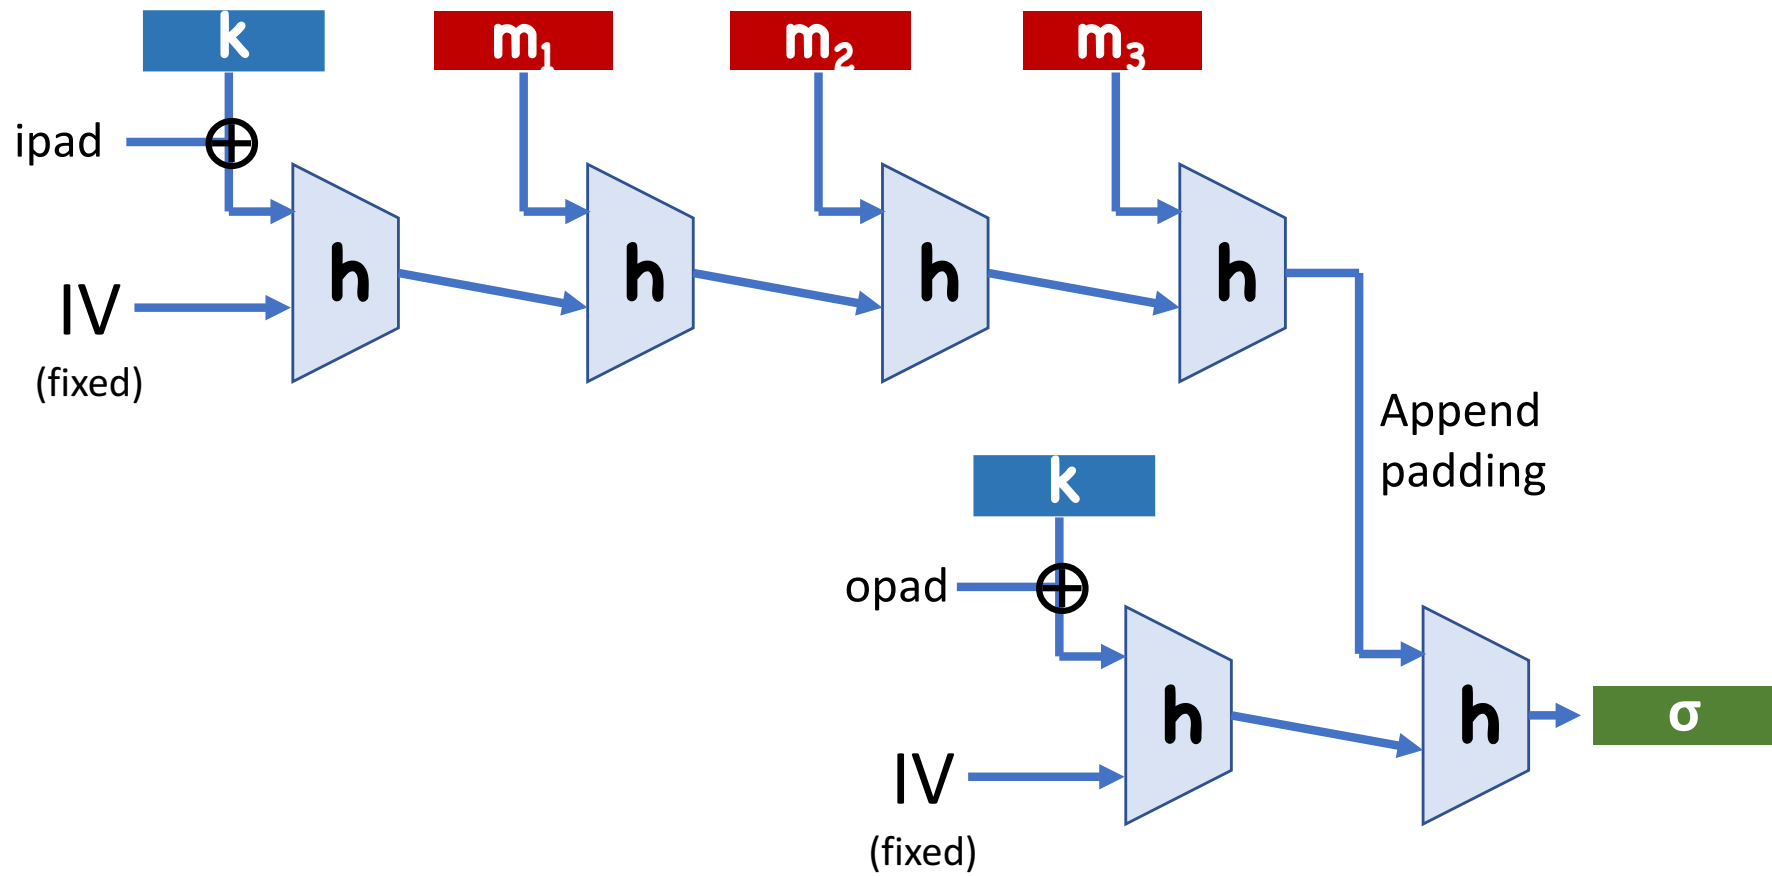 k
m1
m2
m3
ipad
h
h
h
h
IV
(fixed)
Append
padding
k
opad
h
h
σ
IV
(fixed)